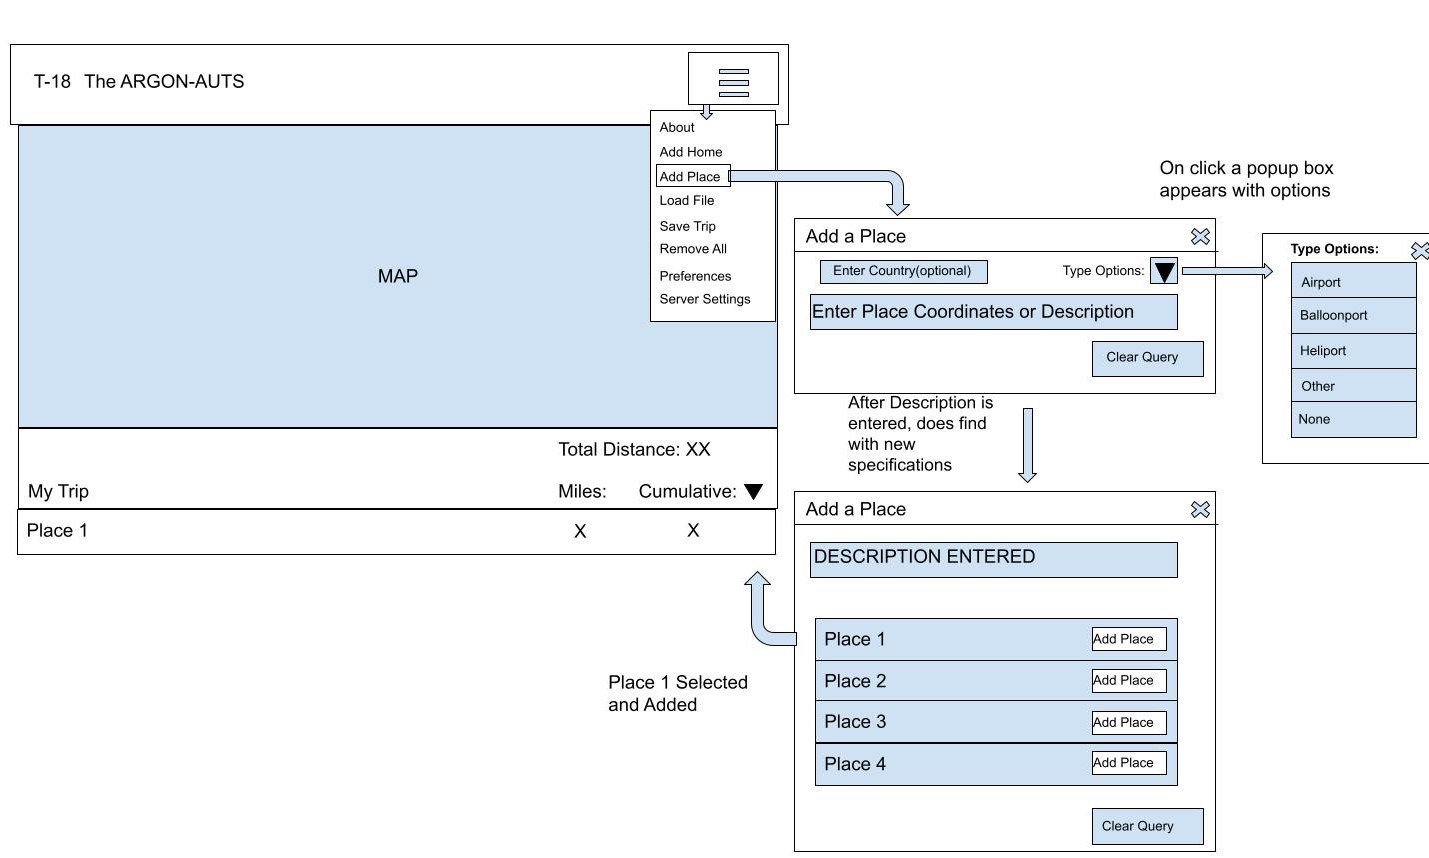 T-18 The ARGON-AUTS
About
Add Home
Add Place
Load File
Save Trip
Remove All
Preferences
Server Settings
MAP
Total Distance: XX
My Trip Miles: Cumulative:
Place 1 X X
On click a popup box
appears with options
Add a Place
Enter Country(optional) Type Options:
Enter Place Coordinates or Description
Clear Query
Type Options:
Airport
Balloonport
Heliport
Other
None
After Description is
entered, does find
with new
specifications
Add a Place
DESCRIPTION ENTERED
Place 1 Add Place
Place 2 Add Place
Place 3 Add Place
Place 4 Add Place
Clear Query
Place 1 Selected
and Added